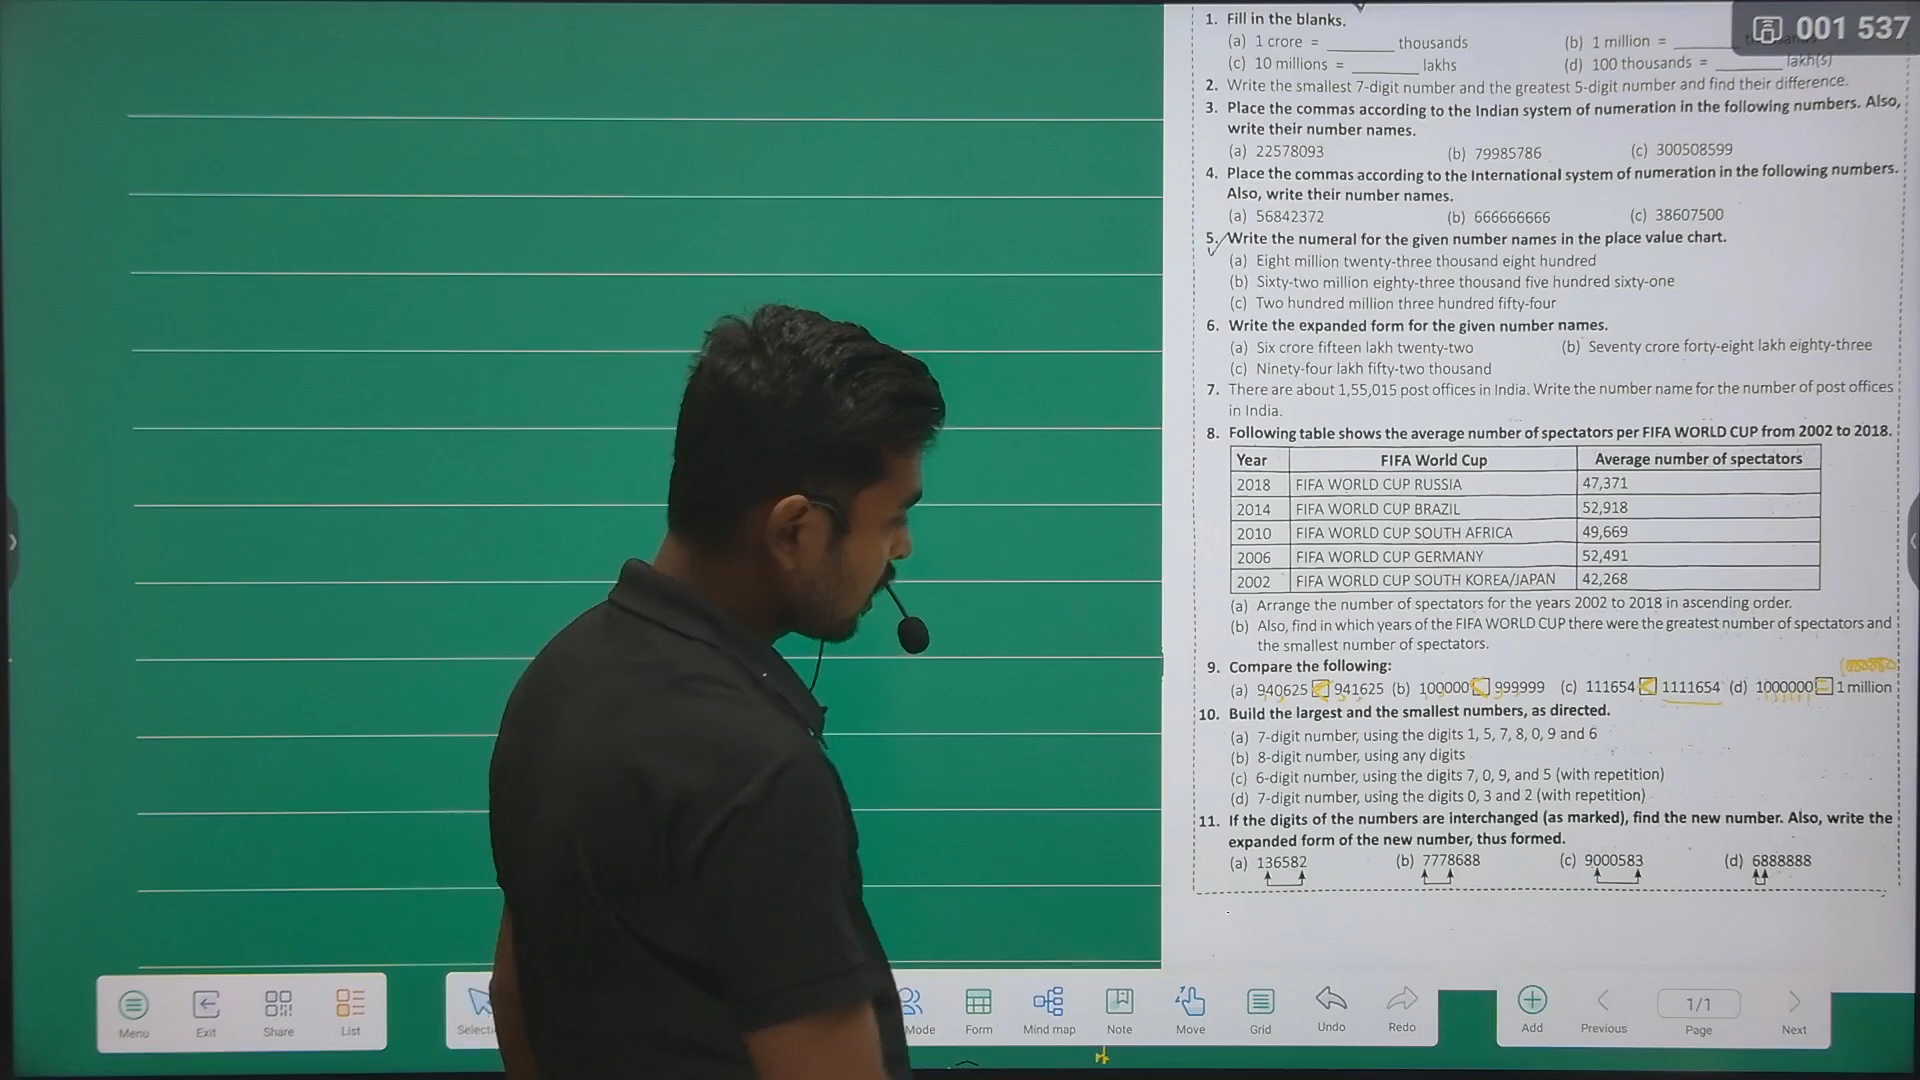 001 537
1. Fill in the blanks.
(a) 1 crore = ________ thousands (b) 1 million = ________
(c) 10 millions = ________ lakhs (d) 100 thousands = ________ lakh(s)
2. Write the smallest 7-digit number and the greatest 5-digit number and find their difference.
3. Place the commas according to the Indian system of numeration in the following numbers. Also,
write their number names.
(a) 22578093 (b) 79985786 (c) 300508599
4. Place the commas according to the International system of numeration in the following numbers.
Also, write their number names.
(a) 56842372 (b) 666666666 (c) 38607500
5. Write the numeral for the given number names in the place value chart.
(a) Eight million twenty-three thousand eight hundred
(b) Sixty-two million eighty-three thousand five hundred sixty-one
(c) Two hundred million three hundred fifty-four
6. Write the expanded form for the given number names.
(a) Six crore fifteen lakh twenty-two (b) Seventy crore forty-eight lakh eighty-three
(c) Ninety-four lakh fifty-two thousand
7. There are about 1,55,015 post offices in India. Write the number name for the number of post offices
in India.
8. Following table shows the average number of spectators per FIFA WORLD CUP from 2002 to 2018.
Year FIFA World Cup Average number of spectators
2018 FIFA WORLD CUP RUSSIA 47,371
2014 FIFA WORLD CUP BRAZIL 52,918
2010 FIFA WORLD CUP SOUTH AFRICA 49,669
2006 FIFA WORLD CUP GERMANY 52,491
2002 FIFA WORLD CUP SOUTH KOREA/JAPAN 42,268
(a) Arrange the number of spectators for the years 2002 to 2018 in ascending order.
(b) Also, find in which years of the FIFA WORLD CUP there were the greatest number of spectators and
the smallest number of spectators.
9. Compare the following:
(a) 940625 < 941625 (b) 100000 < 999999 (c) 111654 < 1111654 (d) 1000000 = 1 million
10. Build the largest and the smallest numbers, as directed.
(a) 7-digit number, using the digits 1, 5, 7, 8, 0, 9 and 6
(b) 8-digit number, using any digits
(c) 6-digit number, using the digits 7, 0, 9, and 5 (with repetition)
(d) 7-digit number, using the digits 0, 3 and 2 (with repetition)
11. If the digits of the numbers are interchanged (as marked), find the new number. Also, write the
expanded form of the new number, thus formed.
(a) 136582 (b) 7778688 (c) 9000583 (d) 6888888
Menu Exit Share List Mode Form Mind map Note Move Grid Undo Redo Add Previous 1/1 Page Next